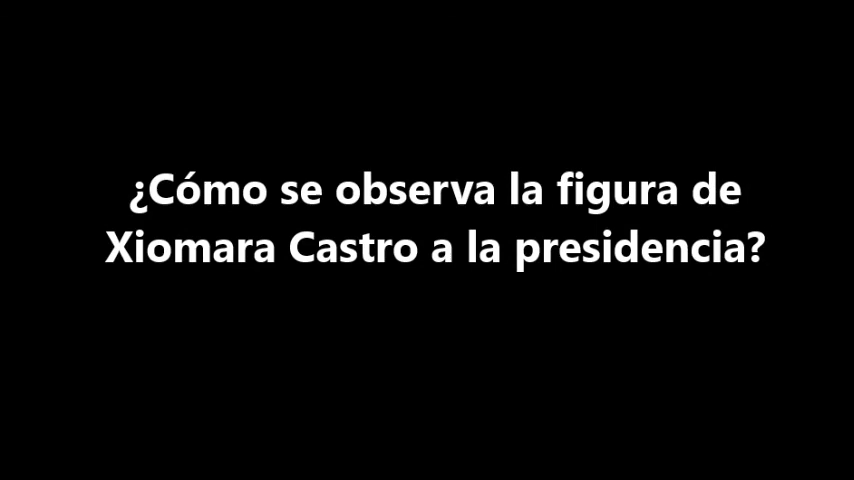 ¿Cómo se observa la figura de
Xiomara Castro a la presidencia?